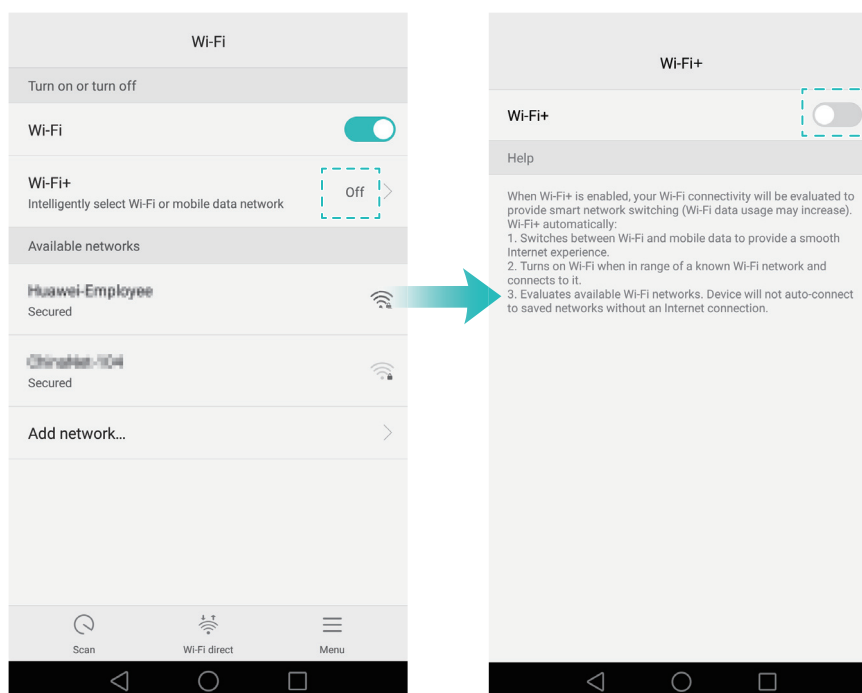 Wi-Fi
Turn on or turn off
Wi-Fi
Wi-Fi+
Intelligently select Wi-Fi or mobile data network
Off
Available networks
Huawei-Employee
Secured
Secured
Add network...
Scan
Wi-Fi direct
Menu
Wi-Fi+
Wi-Fi+
Help
When Wi-Fi+ is enabled, your Wi-Fi connectivity will be evaluated to
provide smart network switching (Wi-Fi data usage may increase).
Wi-Fi+ automatically:
1. Switches between Wi-Fi and mobile data to provide a smooth
Internet experience.
2. Turns on Wi-Fi when in range of a known Wi-Fi network and
connects to it.
3. Evaluates available Wi-Fi networks. Device will not auto-connect
to saved networks without an Internet connection.